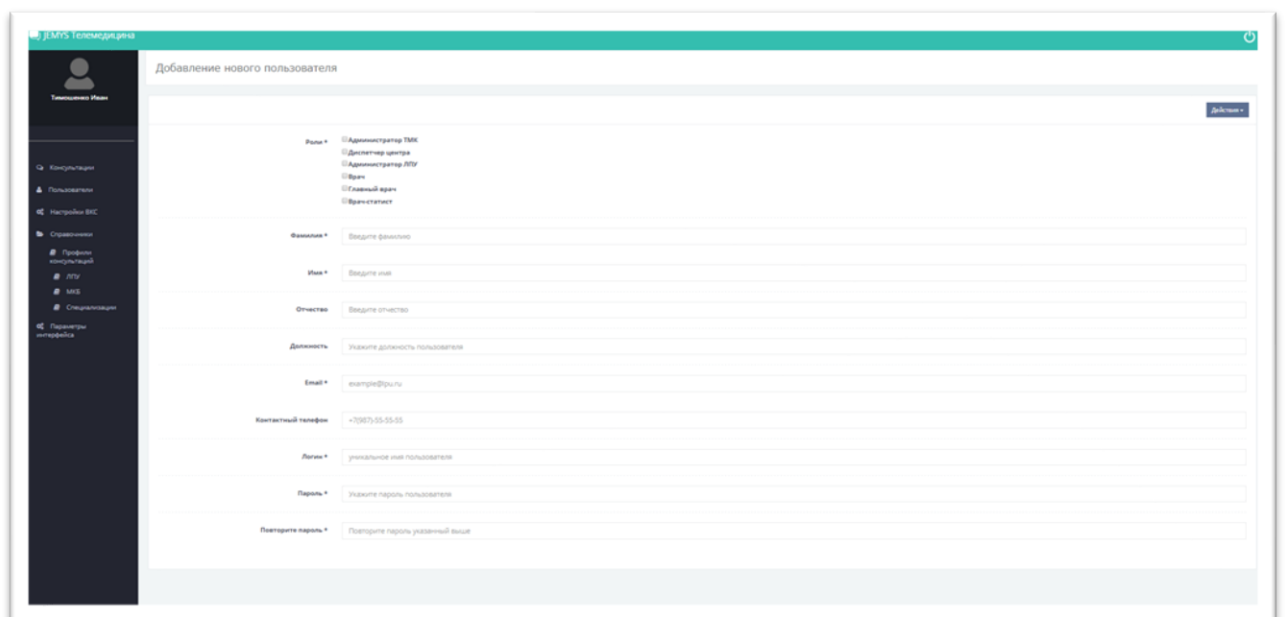 JEMYS Телемедицина
Тимошенко Иван
Консультации
Пользователи
Настройки ВКС
Справочники
Профили
консультаций
ЛПУ
МКБ
Специализации
Параметры
интерфейса
Добавление нового пользователя
Действия
Роли *
Администратор ТМК
Диспетчер центра
Администратор ЛПУ
Врач
Главный врач
Врач-статист
Фамилия * Введите фамилию
Имя * Введите имя
Отчество Введите отчество
Должность Укажите должность пользователя
Email * example@lpu.ru
Контактный телефон +7(987)-55-55-55
Логин * уникальное имя пользователя
Пароль * Укажите пароль пользователя
Повторите пароль * Повторите пароль указанный выше